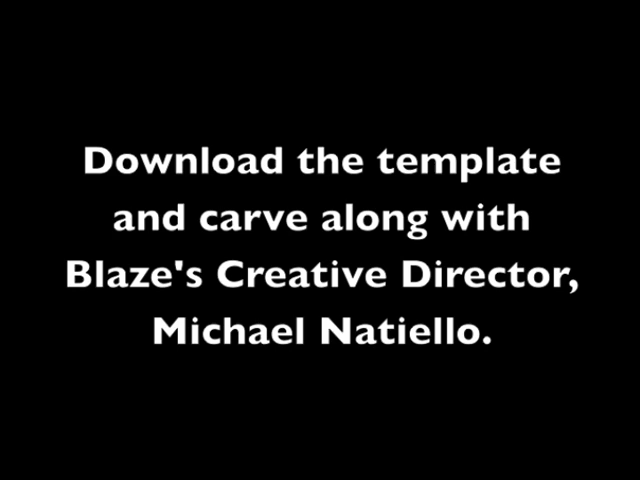 Download the template
and carve along with
Blaze's Creative Director,
Michael Natiello.